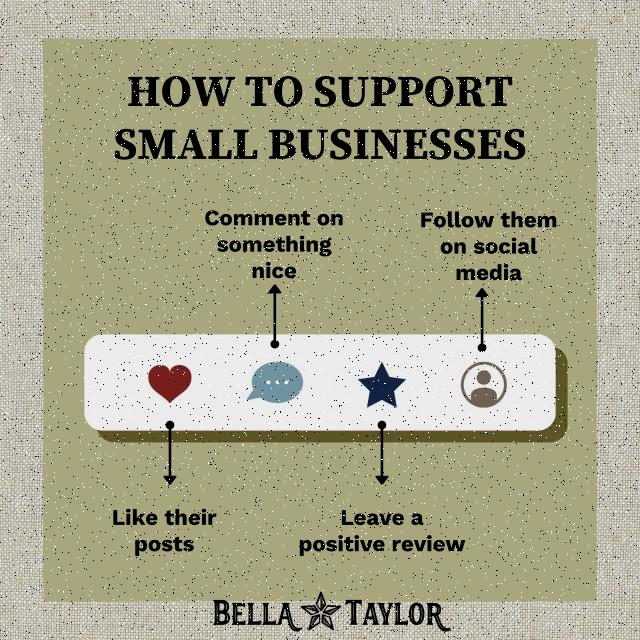 HOW TO SUPPORT
SMALL BUSINESSES
Comment on
something
nice
Follow them
on social
media
Like their
posts
Leave a
positive review
BELLA TAYLOR